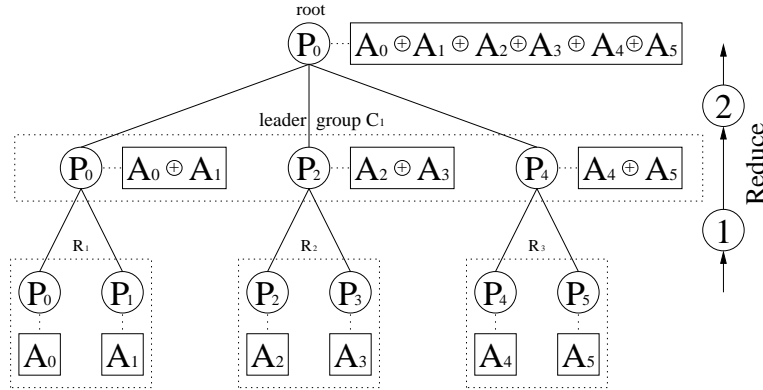 root
P₀ A₀ ⊕ A₁ + A₂ ⊕ A₃ + A₄ ⊕ A₅
2
leader group C₁
P₀ A₀ ⊕ A₁ P₂ A₂ ⊕ A₃ P₄ A₄ ⊕ A₅
Reduce
1
R₁ R₂ R₃
P₀ P₁ P₂ P₃ P₄ P₅
A₀ A₁ A₂ A₃ A₄ A₅